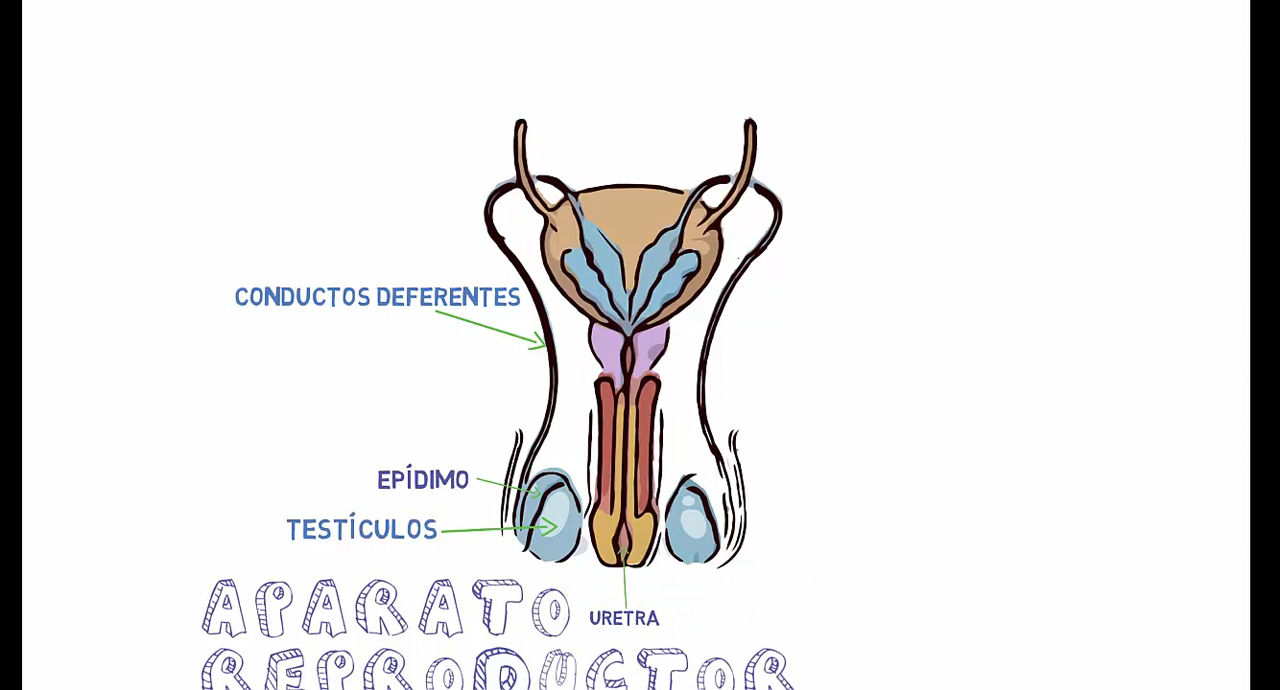 CONDUCTOS DEFERENTES
EPÍDIMO
TESTÍCULOS
URETRA
APARATO
REPRODUCTOR